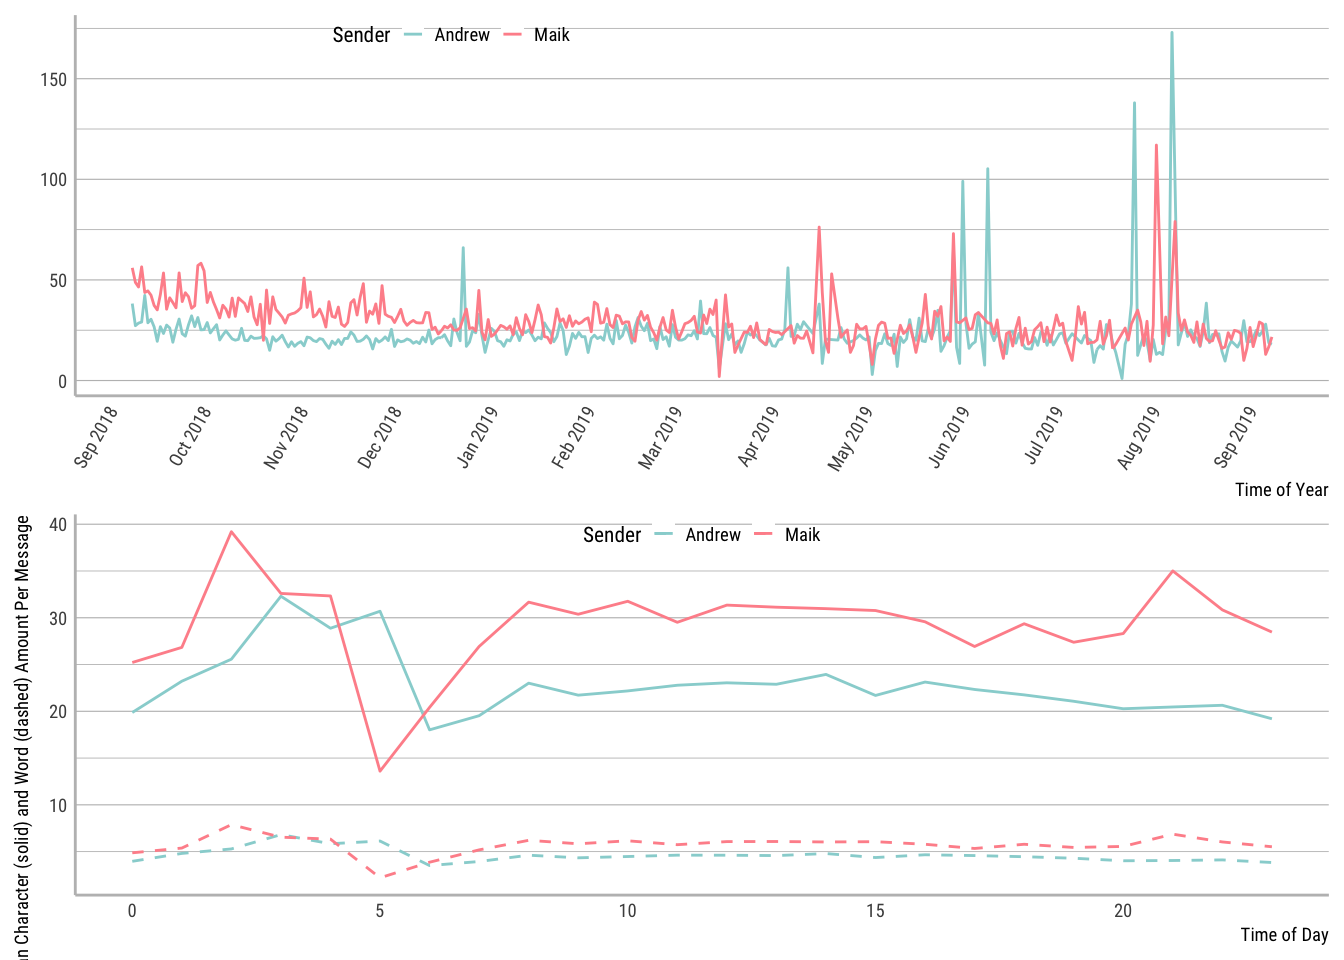 Sender Andrew Maik
150
100
50
0
Sep 2018 Oct 2018 Nov 2018 Dec 2018 Jan 2019 Feb 2019 Mar 2019 Apr 2019 May 2019 Jun 2019 Jul 2019 Aug 2019 Sep 2019
Time of Year
Character (solid) and Word (dashed) Amount Per Message
Sender Andrew Maik
40
30
20
10
0 5 10 15 20
Time of Day